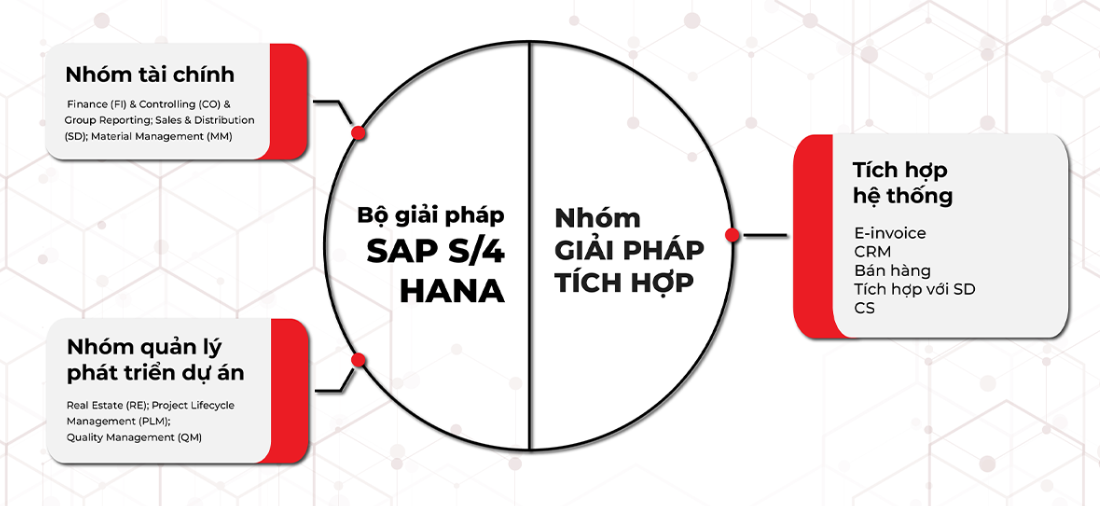 Nhóm tài chính
Finance (FI) & Controlling (CO) &
Group Reporting; Sales & Distribution
(SD); Material Management (MM)
Nhóm quản lý
phát triển dự án
Real Estate (RE); Project Lifecycle
Management (PLM);
Quality Management (QM)
Bộ giải pháp
SAP S/4
HANA
Nhóm
GIẢI PHÁP
TÍCH HỢP
Tích hợp
hệ thống
E-invoice
CRM
Bán hàng
Tích hợp với SD
CS